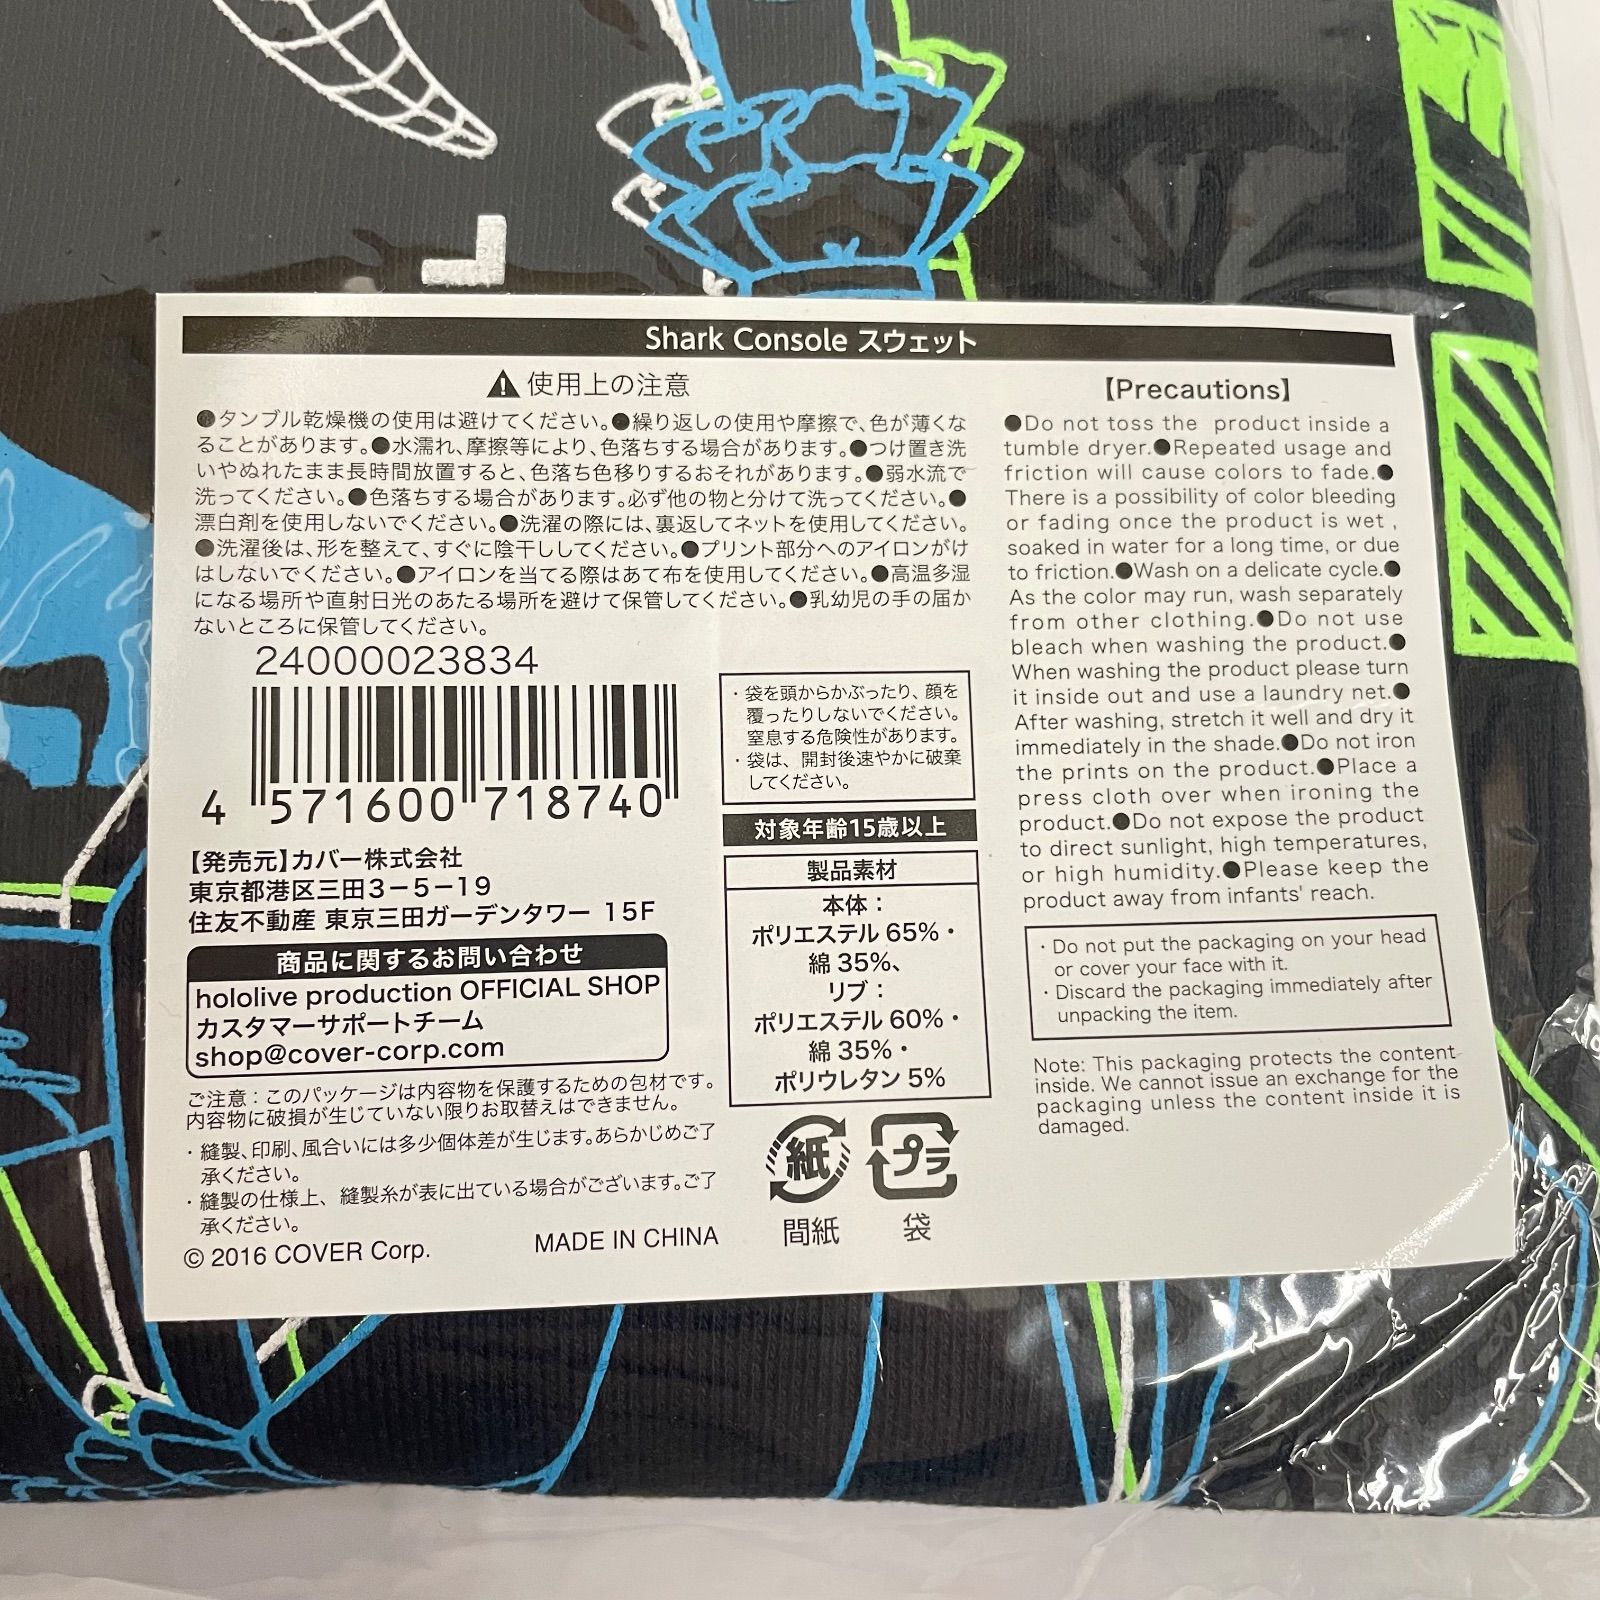 Shark Console スウェット
⚠使用上の注意
●タンブル乾燥機の使用は避けてください。●繰り返しの使用や摩擦で、色が薄くな
ることがあります。●水濡れ、摩擦等により、色落ちする場合があります。●つけ置き洗
いやぬれたまま長時間放置すると、色落ち色移りするおそれがあります。●弱水流で
洗ってください。●色落ちする場合があります。必ず他の物と分けて洗ってください。●
漂白剤を使用しないでください。●洗濯の際には、裏返してネットを使用してください。
●洗濯後は、形を整えて、すぐに陰干ししてください。●プリント部分へのアイロンがけ
はしないでください。●アイロンを当てる際はあて布を使用してください。●高温多湿
になる場所や直射日光のあたる場所を避けて保管してください。●乳幼児の手の届か
ないところに保管してください。
24000023834
4 571600 718740
【発売元】カバー株式会社
東京都港区三田3-5-19
住友不動産 東京三田ガーデンタワー 15F
商品に関するお問い合わせ
hololive production OFFICIAL SHOP
カスタマーサポートチーム
shop@cover-corp.com
ご注意：このパッケージは内容物を保護するための包材です。
内容物に破損が生じていない限りお取替えはできません。
・縫製、印刷、風合いには多少個体差が生じます。あらかじめご了
承ください。
・縫製の仕様上、縫製糸が表に出ている場合がございます。ご了
承ください。
© 2016 COVER Corp.
MADE IN CHINA
・袋を頭からかぶったり、顔を
覆ったりしないでください。
窒息する危険性があります。
・袋は、開封後速やかに破棄
してください。
対象年齢15歳以上
製品素材
本体：
ポリエステル 65%・
綿 35%、
リブ：
ポリエステル 60%・
綿 35%・
ポリウレタン 5%
紙
プラ
間紙
袋
【Precautions】
●Do not toss the product inside a
tumble dryer.●Repeated usage and
friction will cause colors to fade.●
There is a possibility of color bleeding
or fading once the product is wet ,
soaked in water for a long time, or due
to friction.●Wash on a delicate cycle.●
As the color may run, wash separately
from other clothing.●Do not use
bleach when washing the product.●
When washing the product please turn
it inside out and use a laundry net.●
After washing, stretch it well and dry it
immediately in the shade.●Do not iron
the prints on the product.●Place a
press cloth over when ironing the
product.●Do not expose the product
to direct sunlight, high temperatures,
or high humidity.●Please keep the
product away from infants' reach.
・Do not put the packaging on your head
or cover your face with it.
・Discard the packaging immediately after
unpacking the item.
Note: This packaging protects the content
inside. We cannot issue an exchange for the
packaging unless the content inside it is
damaged.